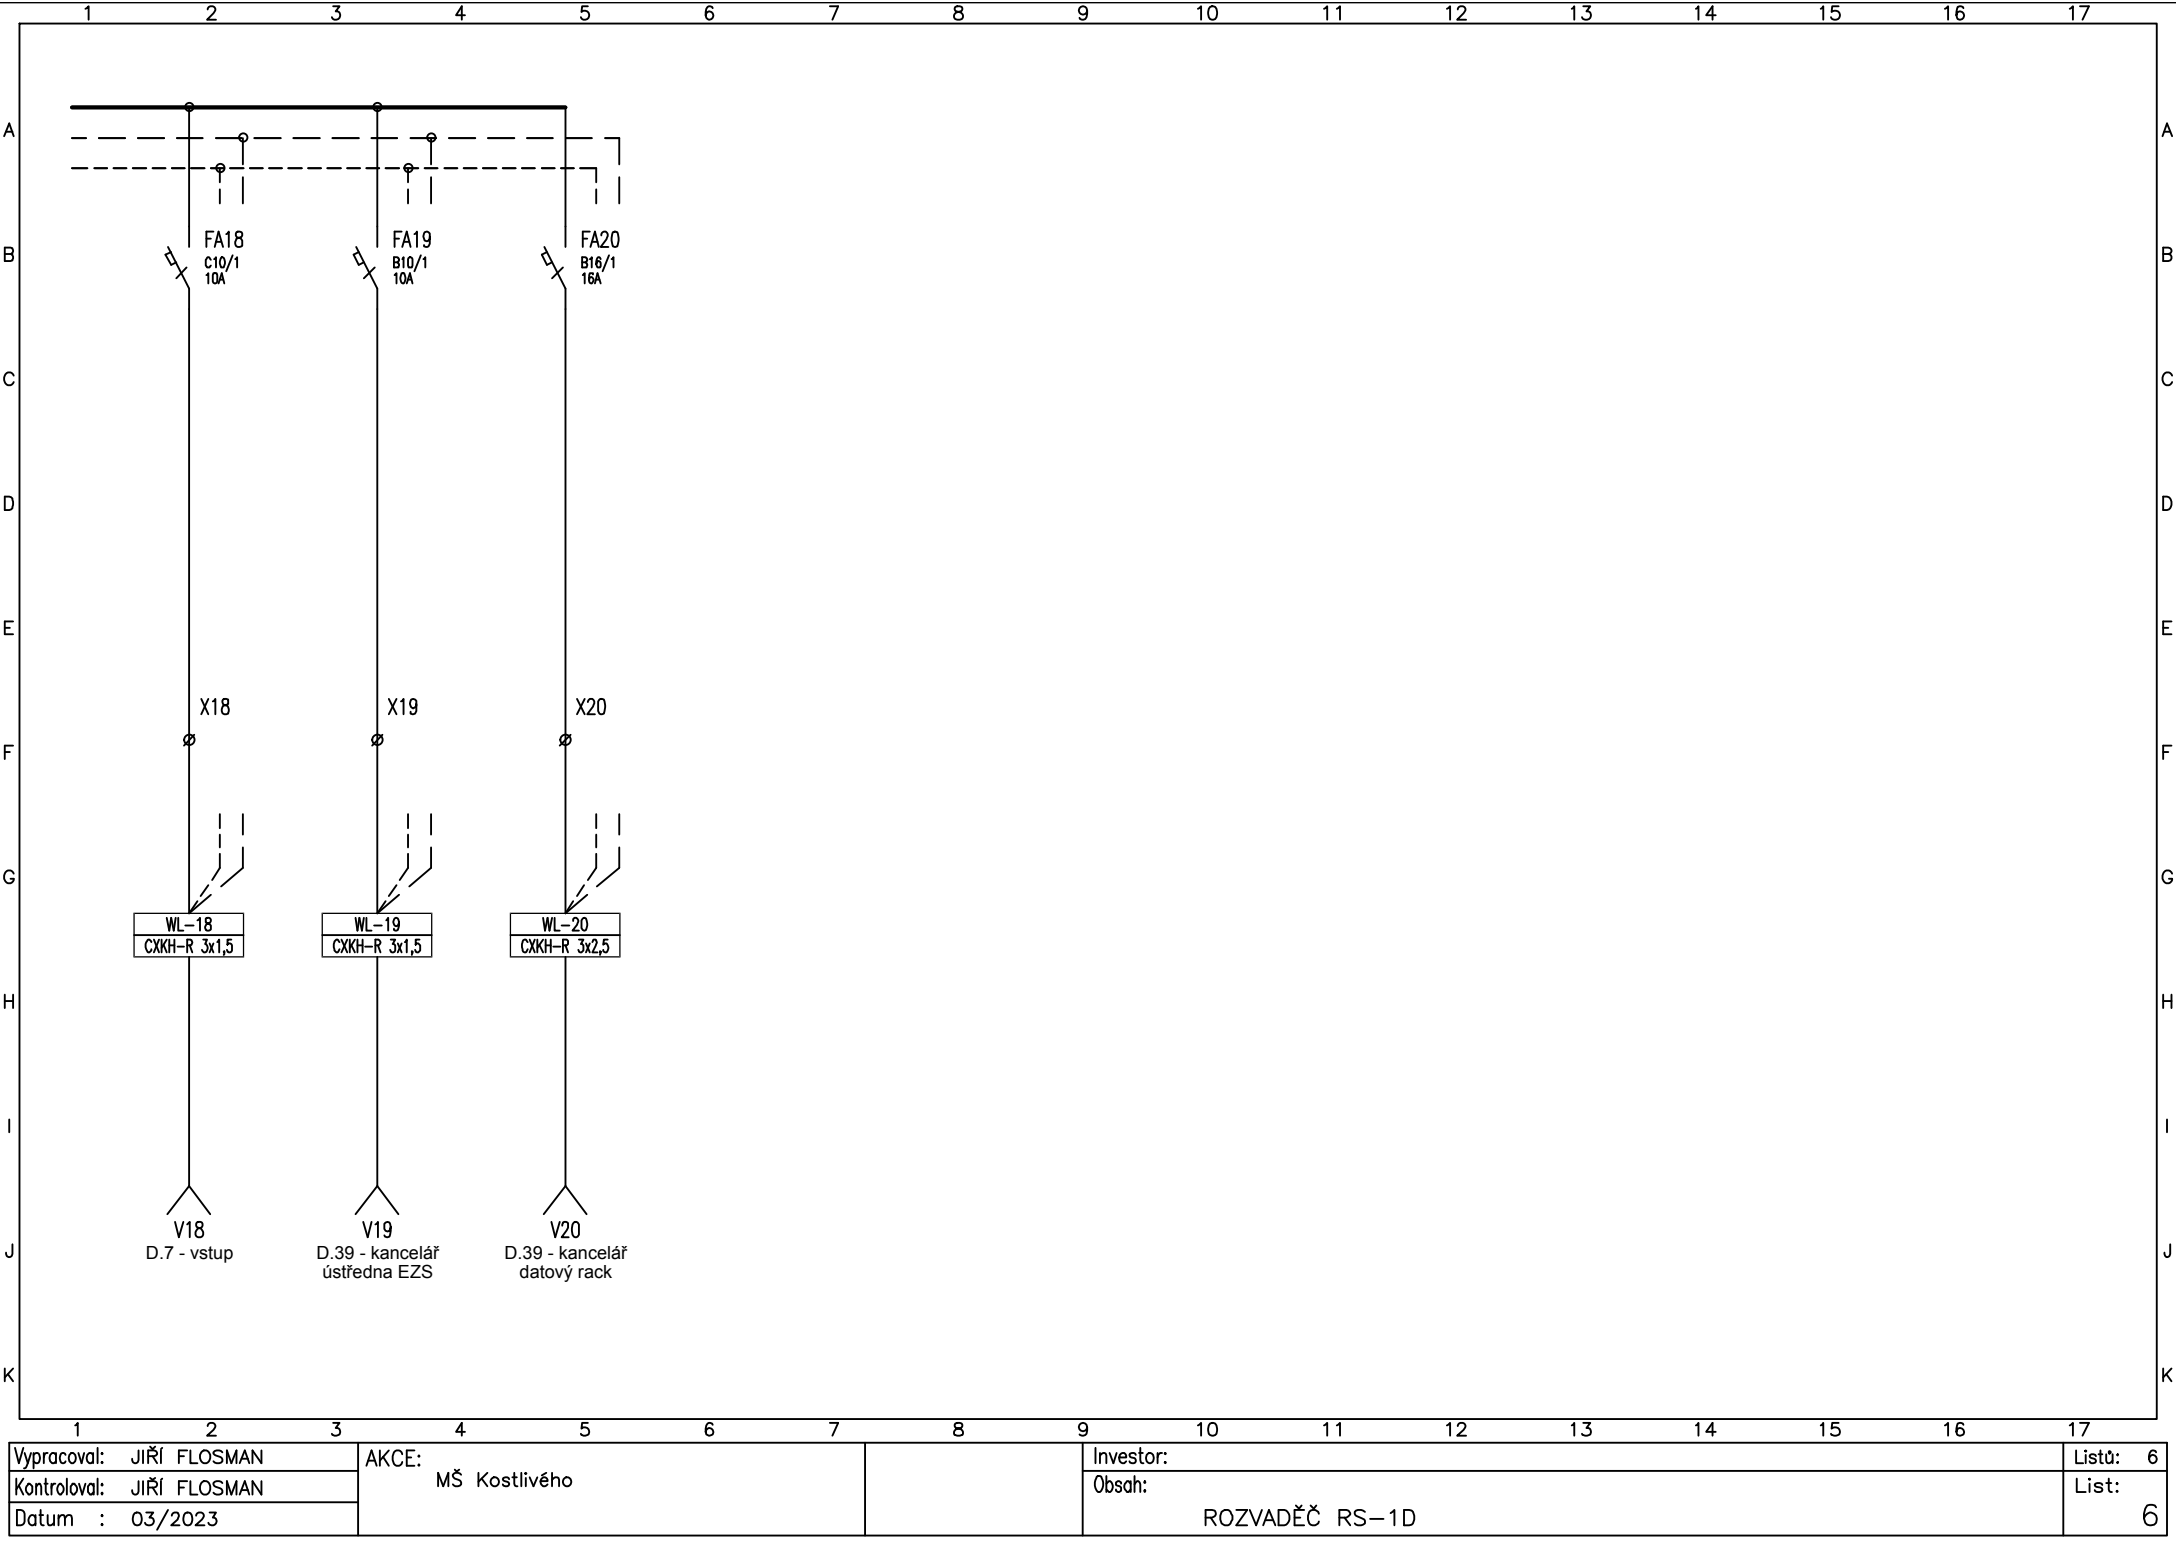 1 2 3 4 5 6 7 8 9 10 11 12 13 14 15 16 17
A A
FA18 FA19 FA20
B C10/1 B10/1 B16/1 B
10A 10A 16A
C C
D D
E E
X18 X19 X20
F F
G G
WL-18 WL-19 WL-20
CXKH-R 3x1,5 CXKH-R 3x1,5 CXKH-R 3x2,5
H H
I I
V18 V19 V20
J D.7 - vstup D.39 - kancelář D.39 - kancelář J
ústředna EZS datový rack
K K
1 2 3 4 5 6 7 8 9 10 11 12 13 14 15 16 17
Vypracoval: JIŘÍ FLOSMAN
Kontroloval: JIŘÍ FLOSMAN
Datum : 03/2023
AKCE:
MŠ Kostlivého
Investor:
Obsah:
ROZVADĚČ RS-1D
Listů: 6
List:
6